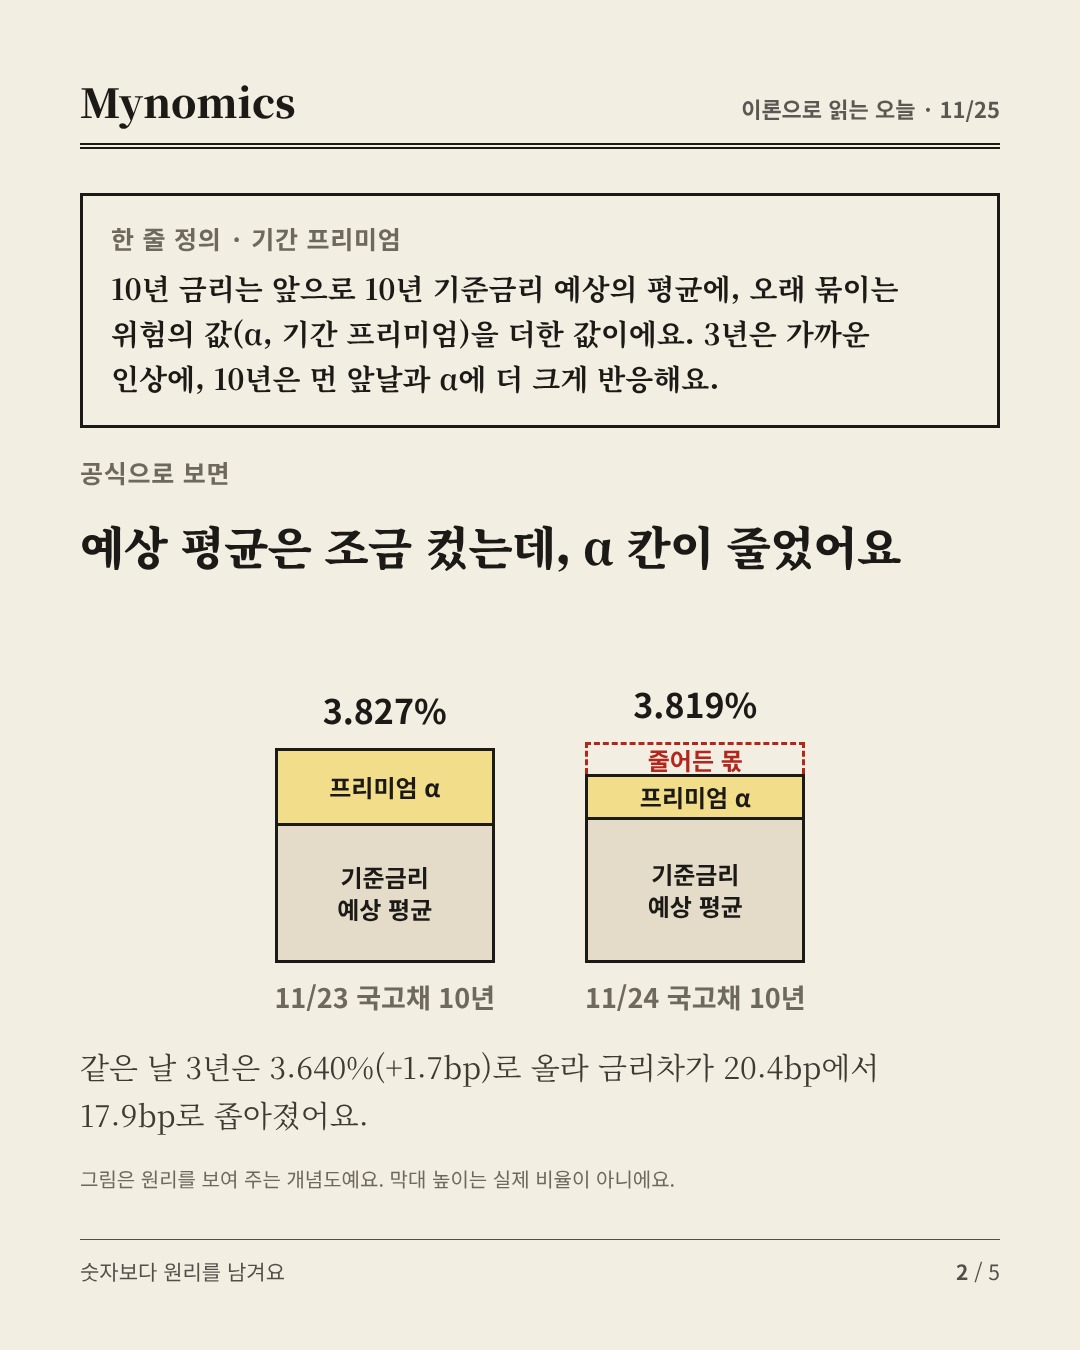 Mynomics
이론으로 읽는 오늘 · 11/25
한 줄 정의 · 기간 프리미엄
10년 금리는 앞으로 10년 기준금리 예상의 평균에, 오래 묶이는
위험의 값(α, 기간 프리미엄)을 더한 값이에요. 3년은 가까운
인상에, 10년은 먼 앞날과 α에 더 크게 반응해요.
공식으로 보면
예상 평균은 조금 컸는데, α 칸이 줄었어요
3.827%
프리미엄 α
기준금리
예상 평균
11/23 국고채 10년
3.819%
줄어든 몫
프리미엄 α
기준금리
예상 평균
11/24 국고채 10년
같은 날 3년은 3.640%(+1.7bp)로 올라 금리차가 20.4bp에서
17.9bp로 좁아졌어요.
그림은 원리를 보여 주는 개념도예요. 막대 높이는 실제 비율이 아니에요.
숫자보다 원리를 남겨요
2 / 5